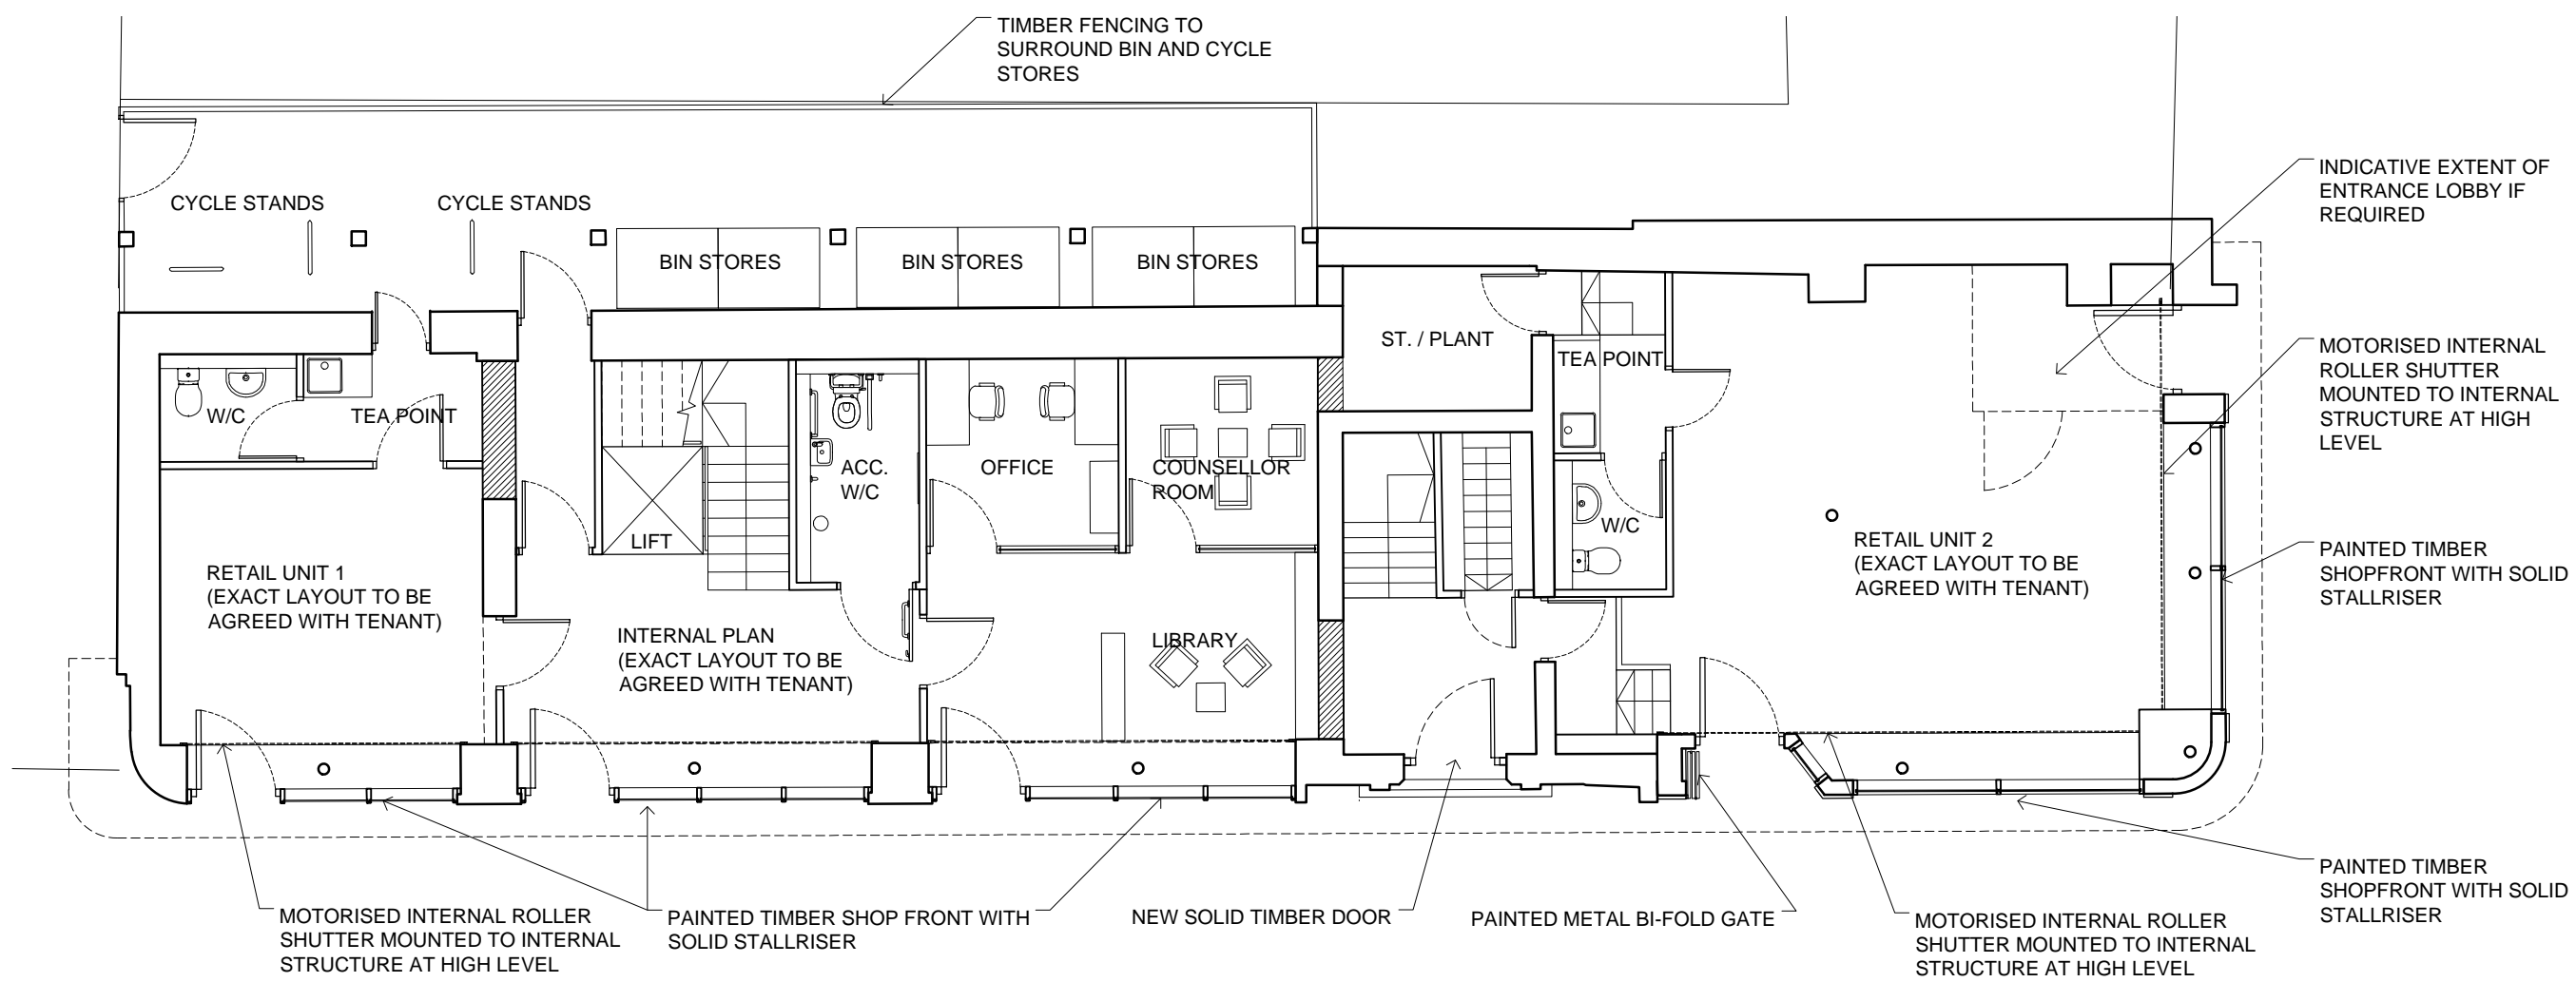 TIMBER FENCING TO
SURROUND BIN AND CYCLE
STORES
INDICATIVE EXTENT OF
ENTRANCE LOBBY IF
REQUIRED
CYCLE STANDS
CYCLE STANDS
BIN STORES
BIN STORES
BIN STORES
ST. / PLANT
TEA POINT
MOTORISED INTERNAL
ROLLER SHUTTER
MOUNTED TO INTERNAL
STRUCTURE AT HIGH
LEVEL
W/C
TEA POINT
ACC.
W/C
OFFICE
COUNSELLOR
ROOM
LIFT
W/C
RETAIL UNIT 1
(EXACT LAYOUT TO BE
AGREED WITH TENANT)
INTERNAL PLAN
(EXACT LAYOUT TO BE
AGREED WITH TENANT)
LIBRARY
RETAIL UNIT 2
(EXACT LAYOUT TO BE
AGREED WITH TENANT)
PAINTED TIMBER
SHOPFRONT WITH SOLID
STALLRISER
PAINTED TIMBER
SHOPFRONT WITH SOLID
STALLRISER
MOTORISED INTERNAL ROLLER
SHUTTER MOUNTED TO INTERNAL
STRUCTURE AT HIGH LEVEL
PAINTED TIMBER SHOP FRONT WITH
SOLID STALLRISER
NEW SOLID TIMBER DOOR
PAINTED METAL BI-FOLD GATE
MOTORISED INTERNAL ROLLER
SHUTTER MOUNTED TO INTERNAL
STRUCTURE AT HIGH LEVEL